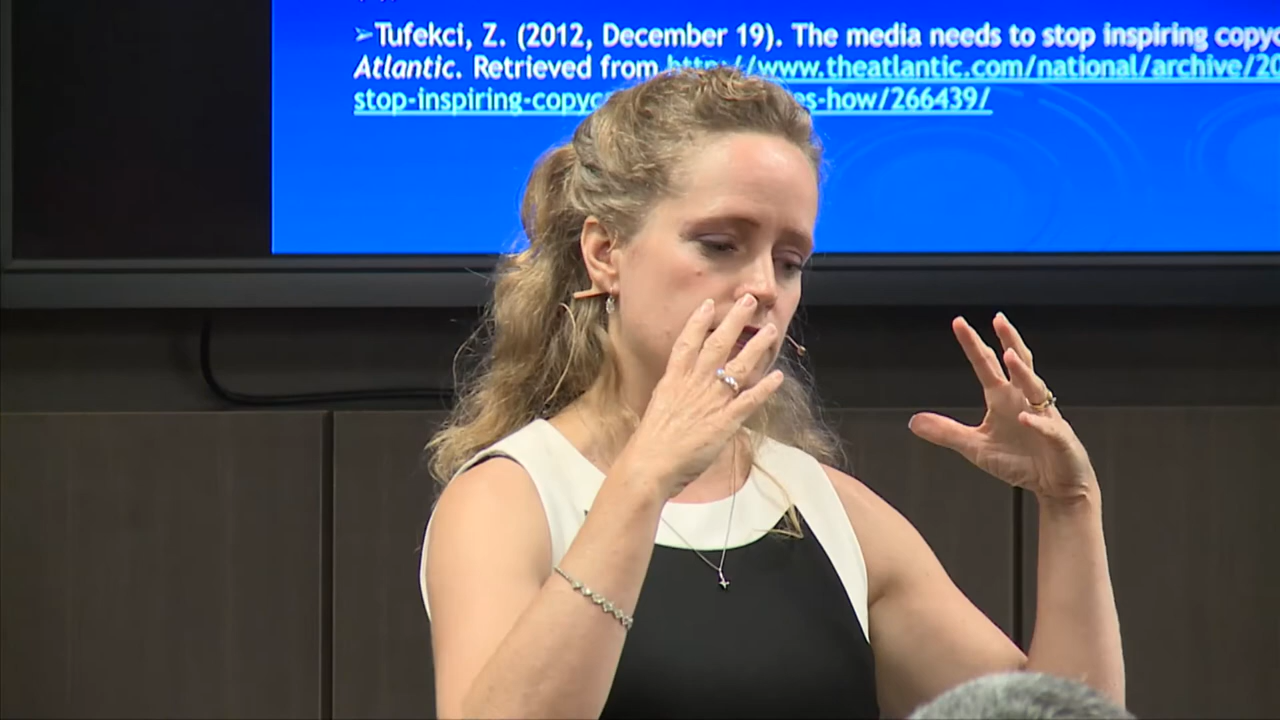 ➢Tufekci, Z. (2012, December 19). The media needs to stop inspiring copyc
Atlantic. Retrieved from http://www.theatlantic.com/national/archive/20
stop-inspiring-copyc es-how/266439/